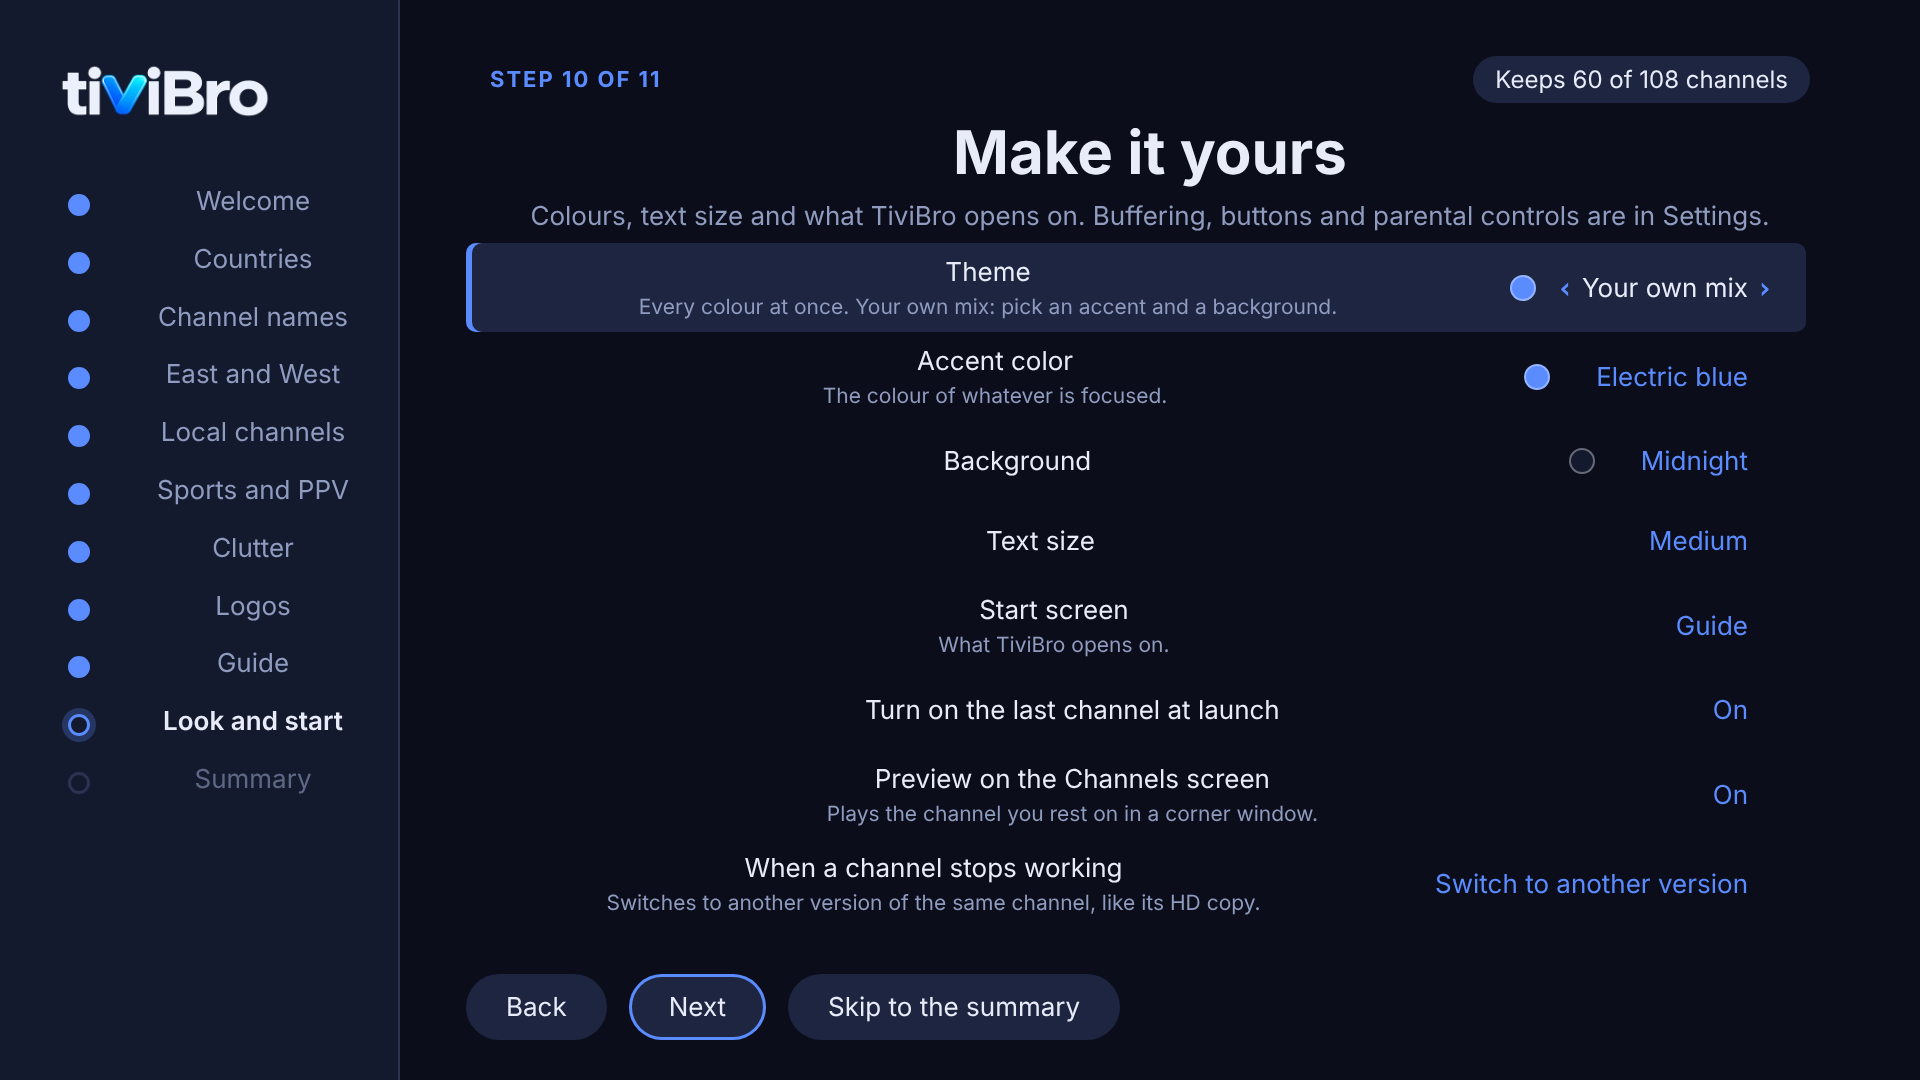 tiviBro
Welcome
Countries
Channel names
East and West
Local channels
Sports and PPV
Clutter
Logos
Guide
Look and start
Summary
STEP 10 OF 11
Keeps 60 of 108 channels
Make it yours
Colours, text size and what TiviBro opens on. Buffering, buttons and parental controls are in Settings.
Theme
Every colour at once. Your own mix: pick an accent and a background.
‹ Your own mix ›
Accent color
The colour of whatever is focused.
Electric blue
Background
Midnight
Text size
Medium
Start screen
What TiviBro opens on.
Guide
Turn on the last channel at launch
On
Preview on the Channels screen
Plays the channel you rest on in a corner window.
On
When a channel stops working
Switches to another version of the same channel, like its HD copy.
Switch to another version
Back
Next
Skip to the summary